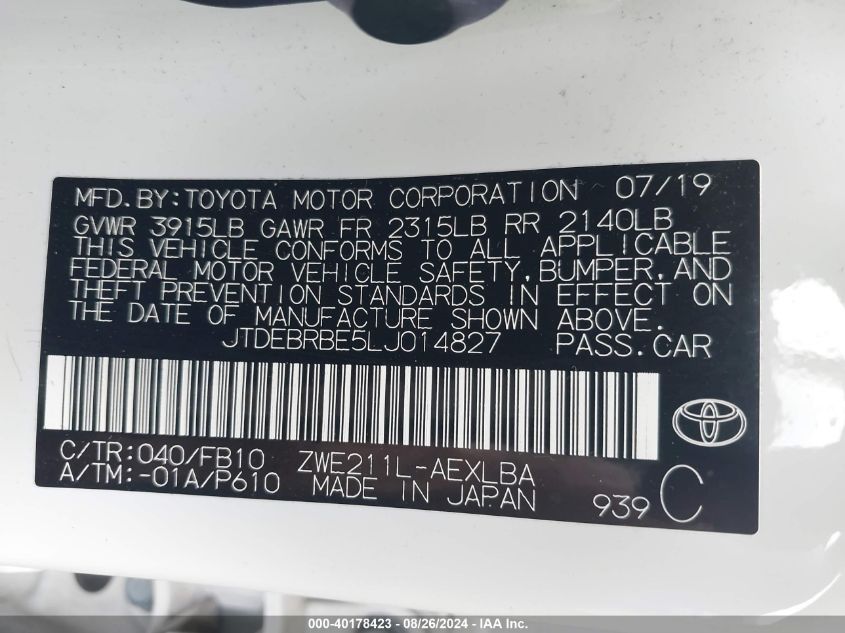 MFD.BY:TOYOTA MOTOR CORPORATION 07/19
GVWR 3915LB GAWR FR 2315LB RR 2140LB
THIS VEHICLE CONFORMS TO ALL APPLICABLE
FEDERAL MOTOR VEHICLE SAFETY,BUMPER,AND
THEFT PREVENTION STANDARDS IN EFFECT ON
THE DATE OF MANUFACTURE SHOWN ABOVE.
JTDEBRBE5LJ014827 PASS.CAR
C/TR:040/FB10 ZWE211L-AEXLBA
A/TM:-01A/P610 MADE IN JAPAN 939 C
000-40178423 - 08/26/2024 - IAA Inc.